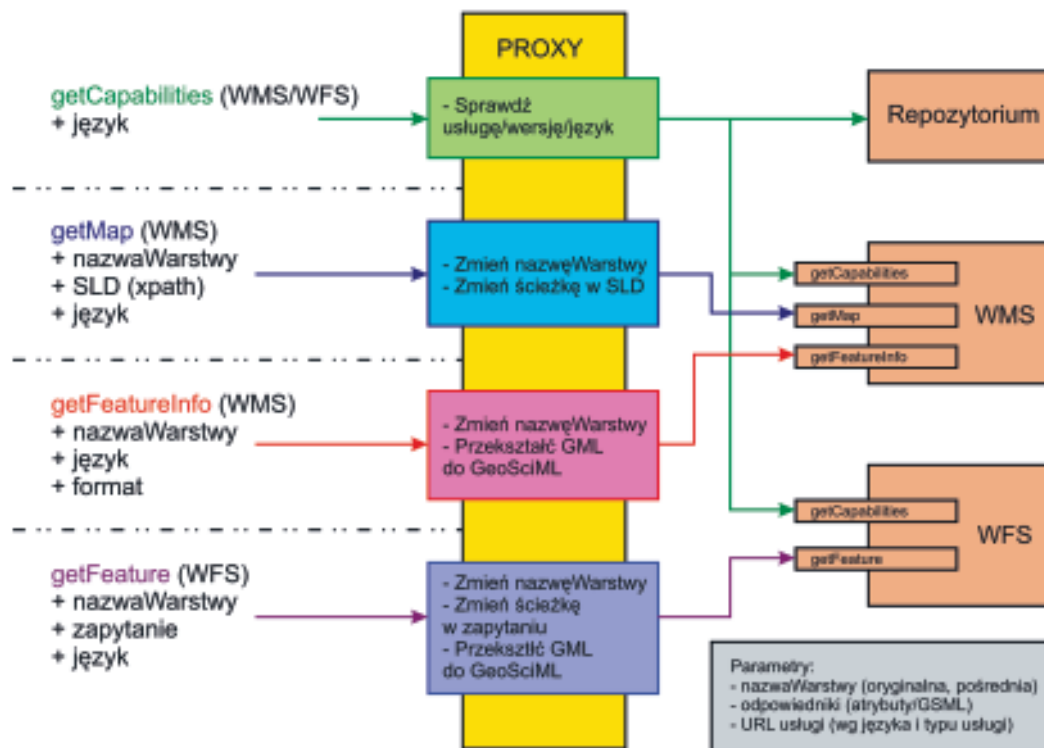 PROXY
getCapabilities (WMS/WFS)
+ język
- Sprawdź
usługę/wersję/język
Repozytorium
getMap (WMS)
+ nazwaWarstwy
+ SLD (xpath)
+ język
- Zmień nazwęWarstwy
- Zmień ścieżkę w SLD
getCapabilities
getMap
getFeatureInfo
WMS
getFeatureInfo (WMS)
+ nazwaWarstwy
+ język
+ format
- Zmień nazwęWarstwy
- Przekształć GML
do GeoSciML
getCapabilities
getFeature
WFS
getFeature (WFS)
+ nazwaWarstwy
+ zapytanie
+ język
- Zmień nazwęWarstwy
- Zmień ścieżkę
w zapytaniu
- Przeksztłć GML
do GeoSciML
Parametry:
- nazwaWarstwy (oryginalna, pośrednia)
- odpowiedniki (atrybuty/GSML)
- URL usługi (wg języka i typu usługi)